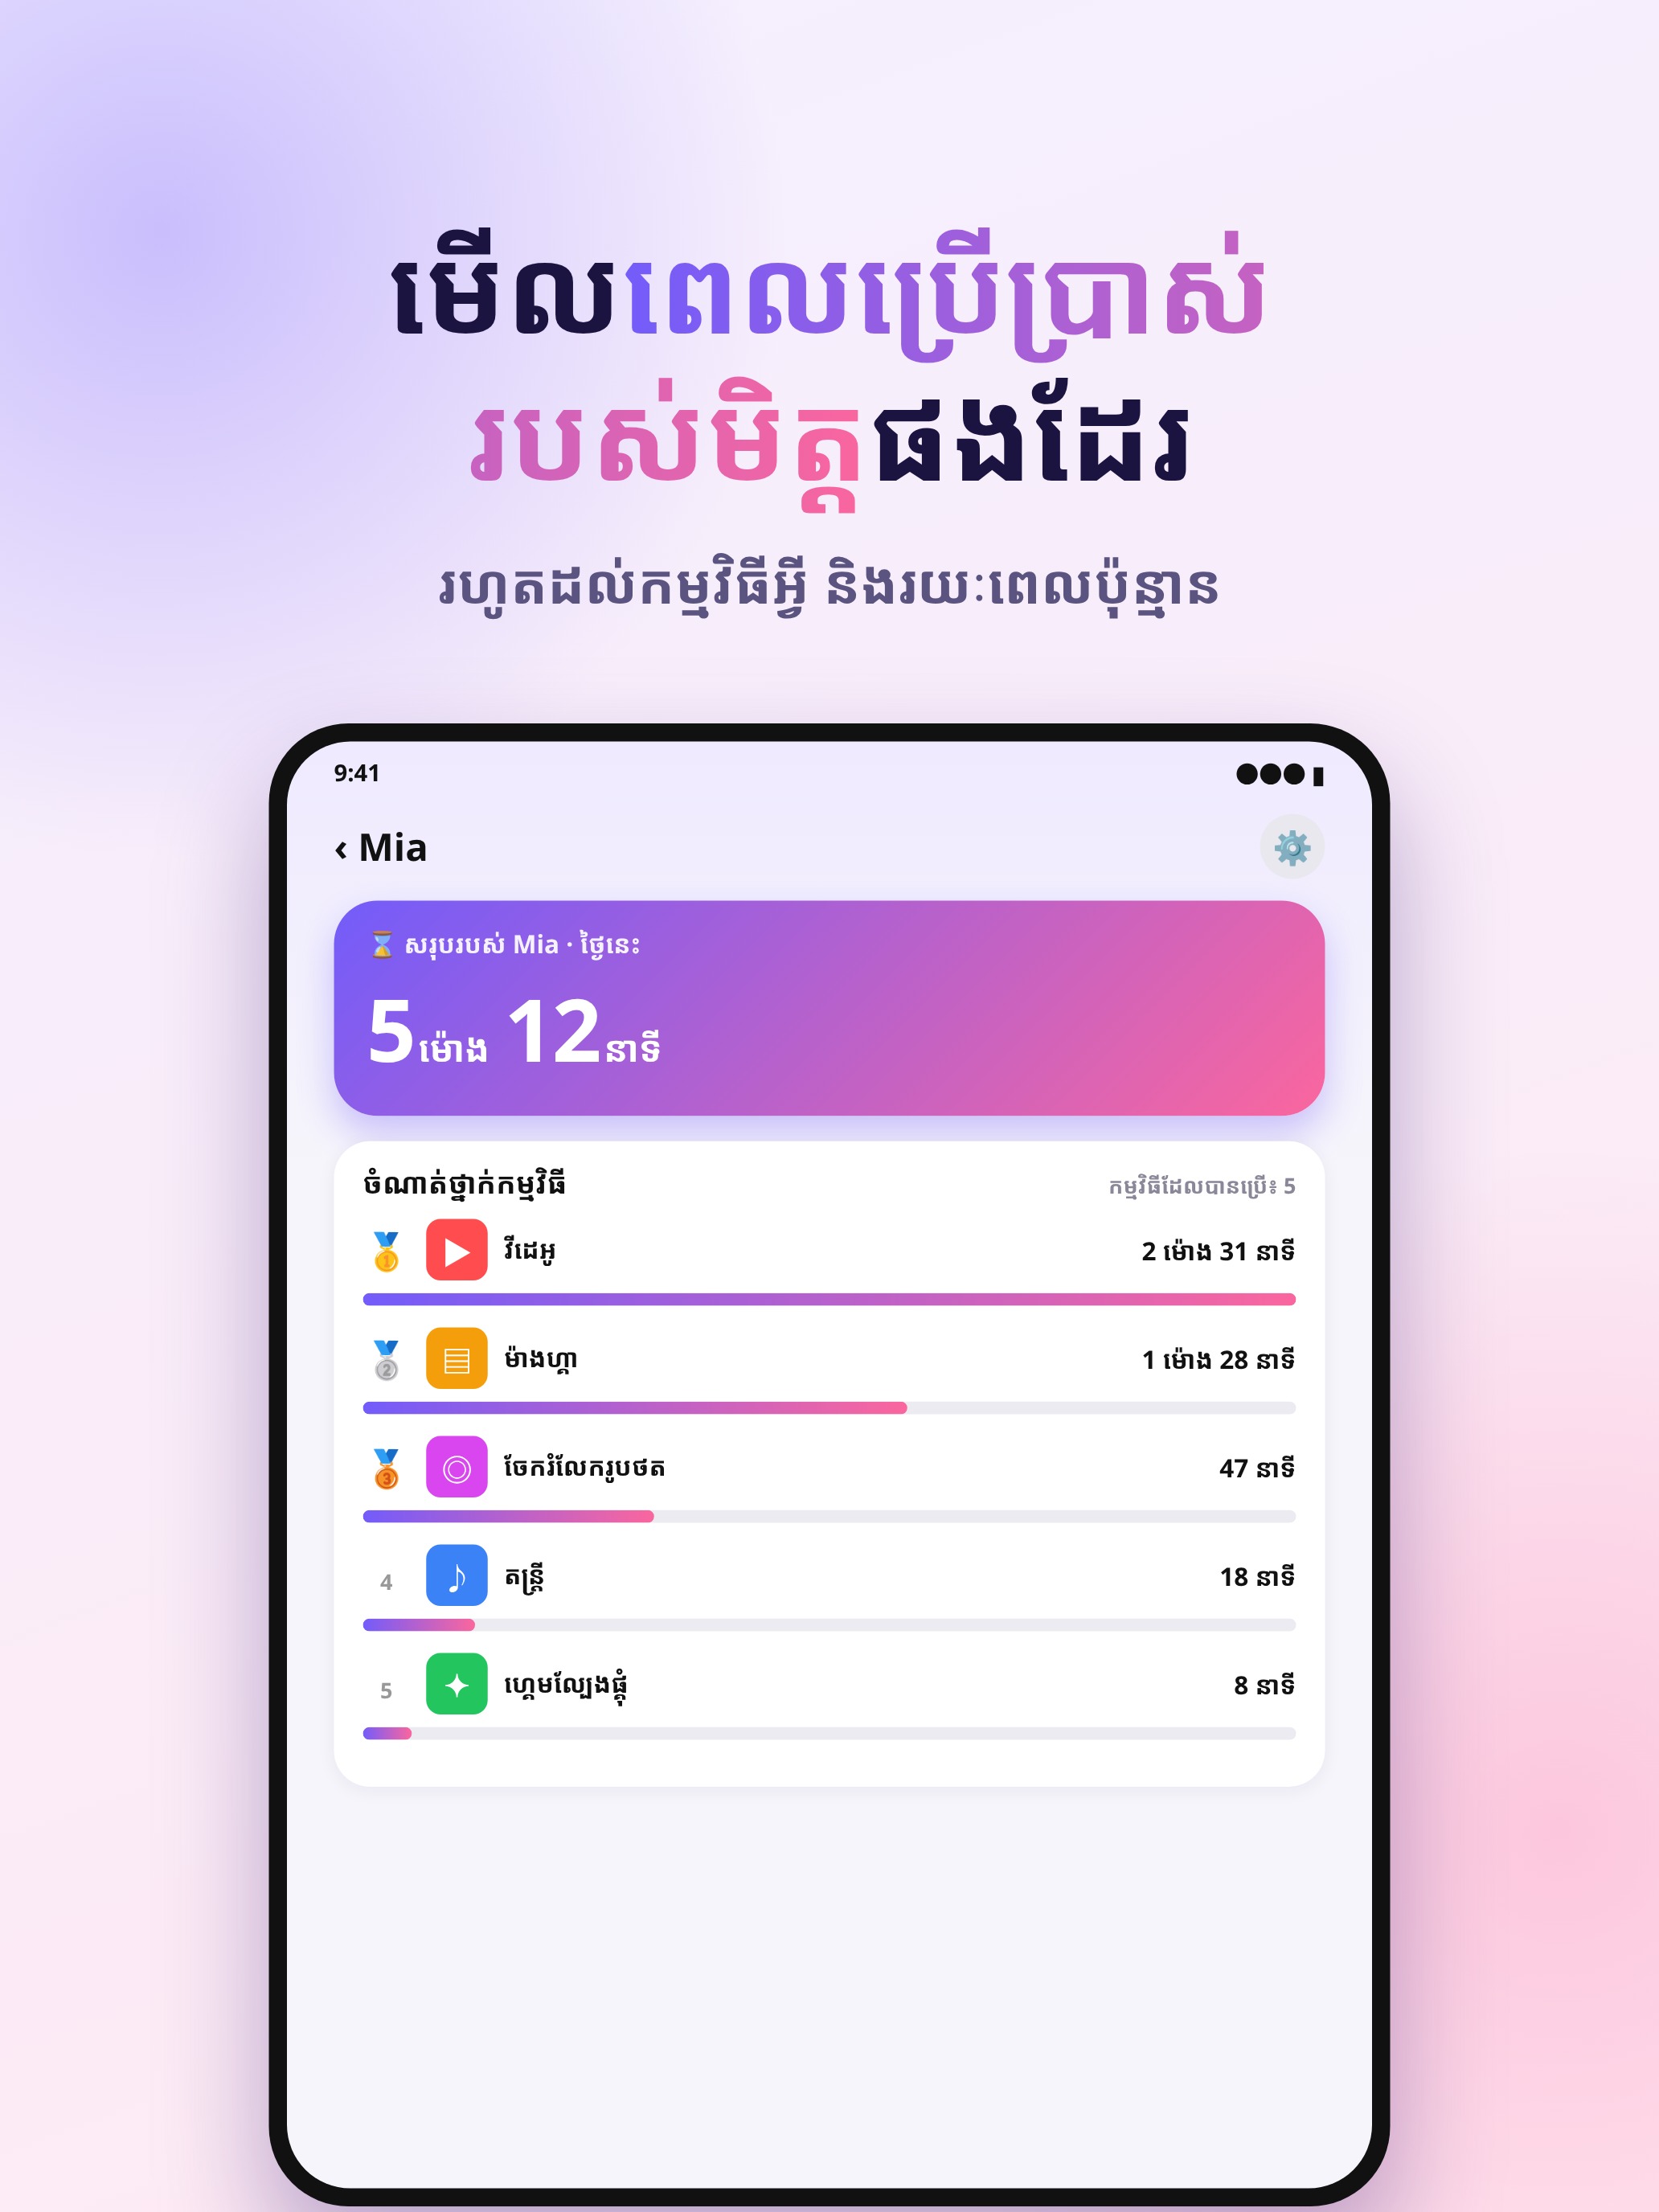 មើលពេលប្រើប្រាស់
របស់មិត្តផងដែរ
រហូតដល់កម្មវិធីអ្វី និងរយៈពេលប៉ុន្មាន
9:41
‹ Mia
សរុបរបស់ Mia · ថ្ងៃនេះ
5ម៉ោង 12នាទី
ចំណាត់ថ្នាក់កម្មវិធី
កម្មវិធីដែលបានប្រើ៖ 5
1 វីដេអូ 2 ម៉ោង 31 នាទី
2 ម៉ាងហ្គា 1 ម៉ោង 28 នាទី
3 ចែករំលែករូបថត 47 នាទី
4 តន្ត្រី 18 នាទី
5 ហ្គេមល្បែងផ្គុំ 8 នាទី